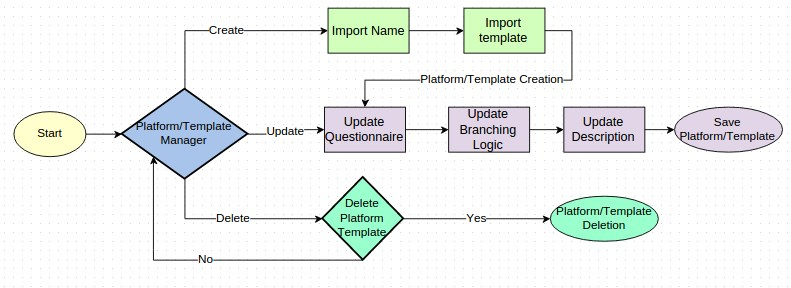 Create
Import Name
Import
template
Platform/Template Creation
Start
Platform/Template
Manager
Update
Update
Questionnaire
Update
Branching
Logic
Update
Description
Save
Platform/Template
Delete
Delete
Platform
Template
Yes
Platform/Template
Deletion
No